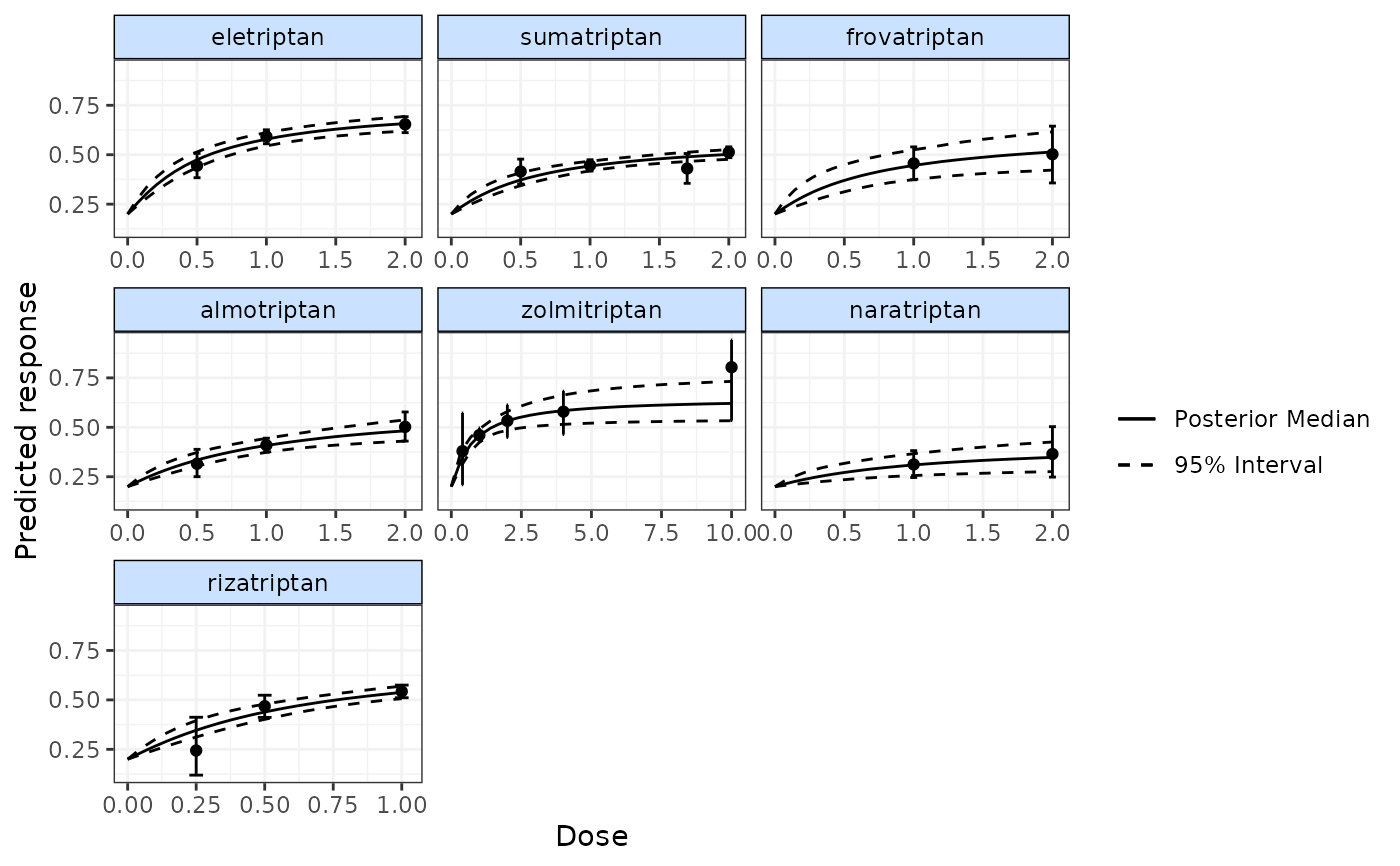 eletriptan sumatriptan frovatriptan
0.75
0.50
0.25
0.0 0.5 1.0 1.5 2.0 0.0 0.5 1.0 1.5 2.0 0.0 0.5 1.0 1.5 2.0
almotriptan zolmitriptan naratriptan
0.75
0.50
0.25
0.0 0.5 1.0 1.5 2.0 0.0 2.5 5.0 7.5 10.0 0.0 0.5 1.0 1.5 2.0
rizatriptan
0.75
0.50
0.25
0.00 0.25 0.50 0.75 1.00
Dose
Predicted response
Posterior Median
95% Interval